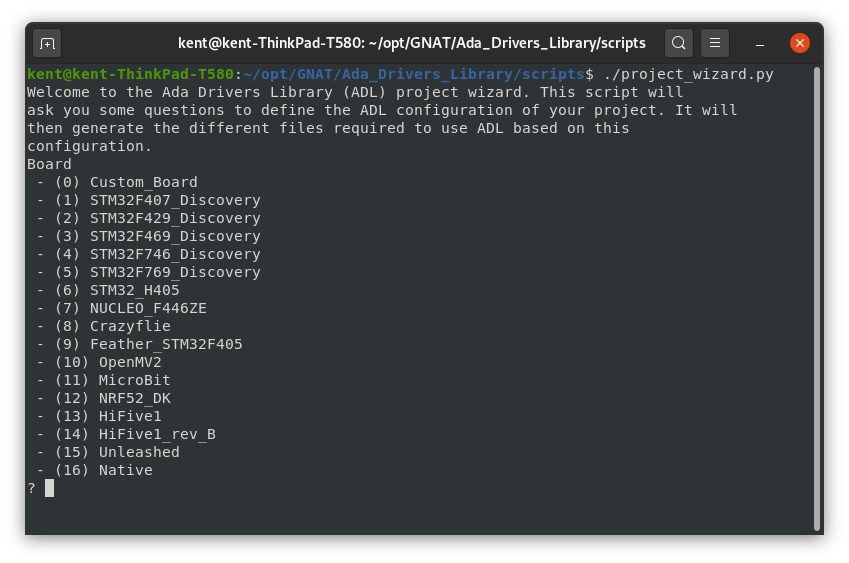 kent@kent-ThinkPad-T580: ~/opt/GNAT/Ada_Drivers_Library/scripts
kent@kent-ThinkPad-T580:~/opt/GNAT/Ada_Drivers_Library/scripts$ ./project_wizard.py
Welcome to the Ada Drivers Library (ADL) project wizard. This script will
ask you some questions to define the ADL configuration of your project. It will
then generate the different files required to use ADL based on this
configuration.
Board
- (0) Custom_Board
- (1) STM32F407_Discovery
- (2) STM32F429_Discovery
- (3) STM32F469_Discovery
- (4) STM32F746_Discovery
- (5) STM32F769_Discovery
- (6) STM32_H405
- (7) NUCLEO_F446ZE
- (8) Crazyflie
- (9) Feather_STM32F405
- (10) OpenMV2
- (11) MicroBit
- (12) NRF52_DK
- (13) HiFive1
- (14) HiFive1_rev_B
- (15) Unleashed
- (16) Native
?